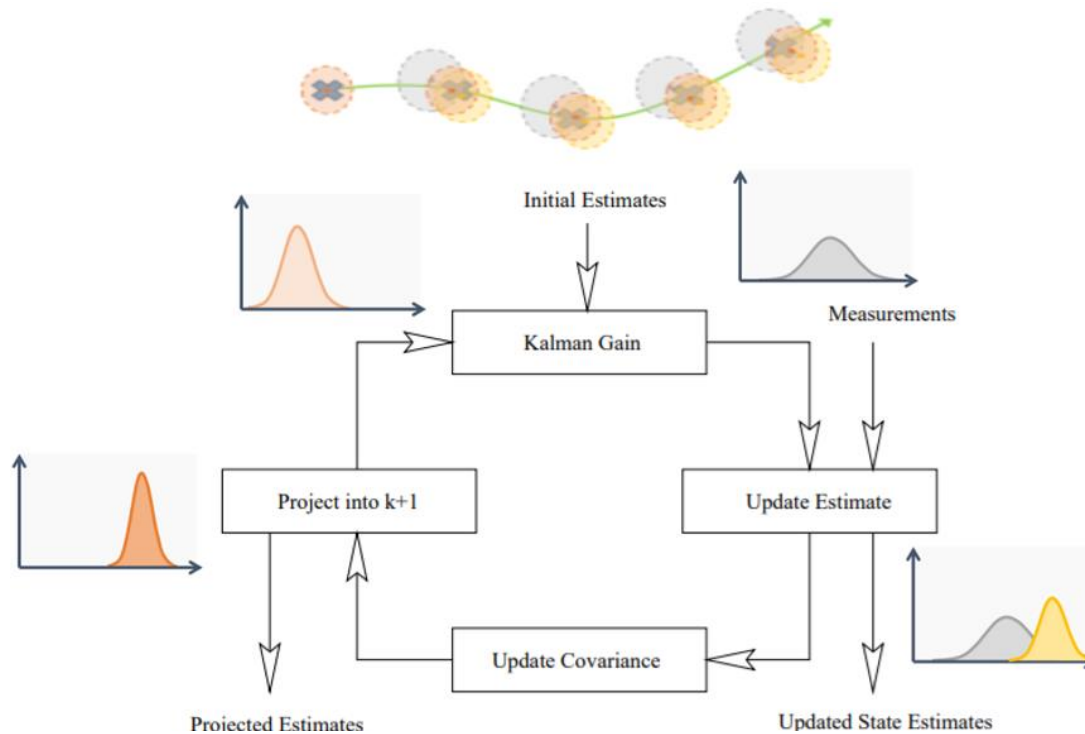 Initial Estimates
Measurements
Kalman Gain
Project into k+1
Update Estimate
Update Covariance
Projected Estimates
Updated State Estimates